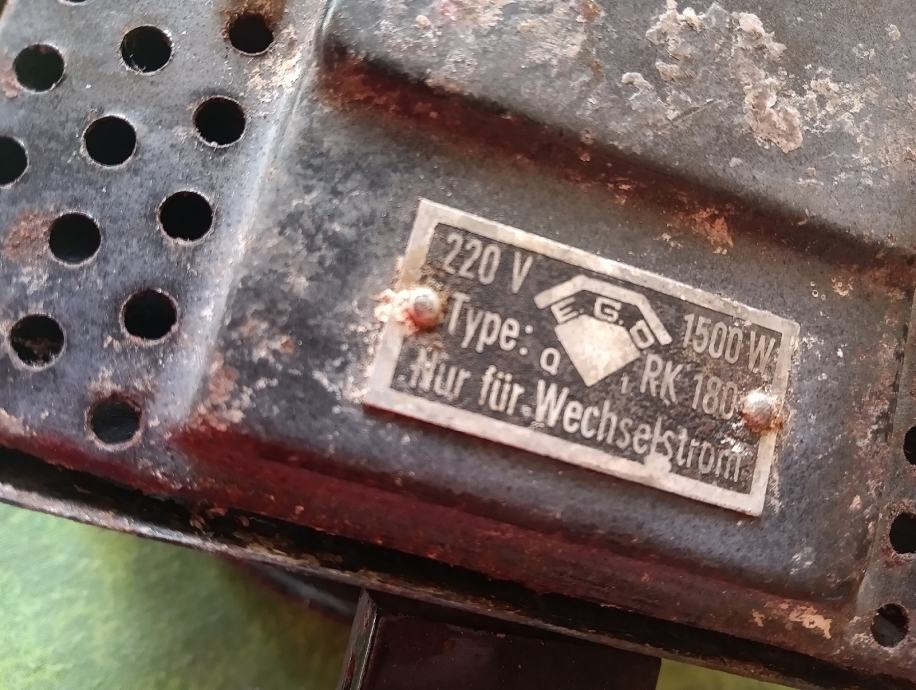 220 V E.G.O 1500 W
Type: a RK 180
Nur für Wechselstrom